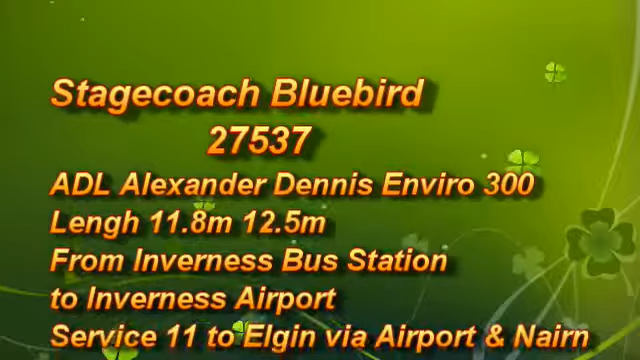 Stagecoach Bluebird
27537
ADL Alexander Dennis Enviro 300
Lengh 11.8m 12.5m
From Inverness Bus Station
to Inverness Airport
Service 11 to Elgin via Airport & Nairn